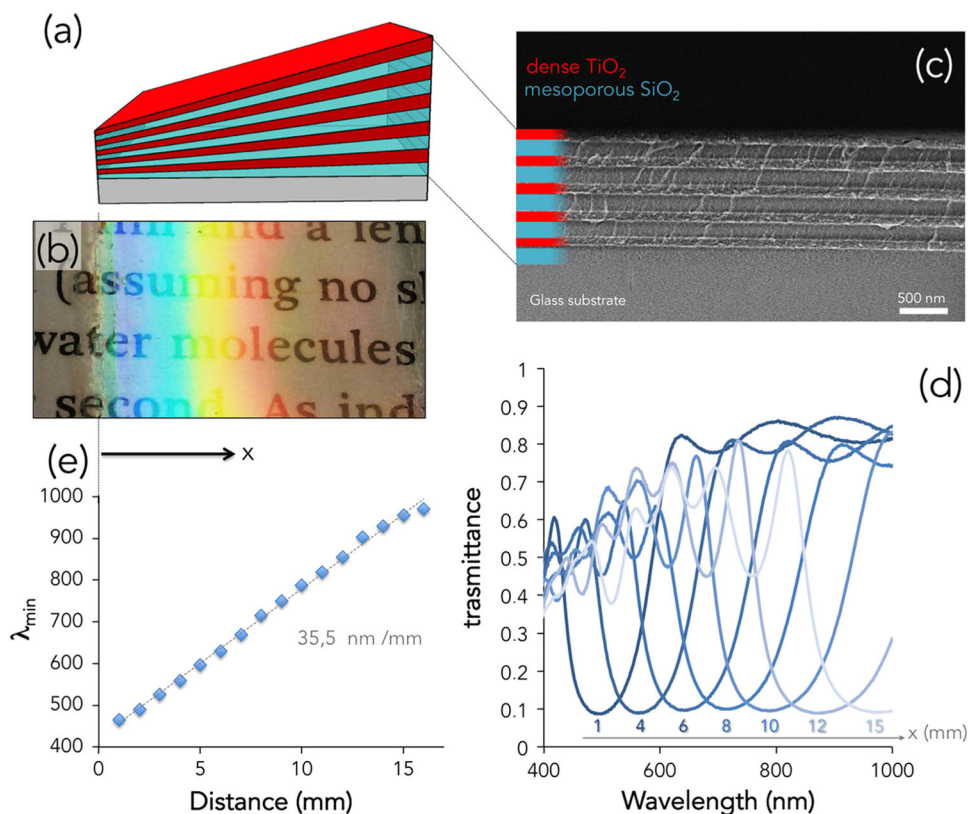 (a)
(c)
dense TiO₂
mesoporous SiO₂
Glass substrate
500 nm
(b)
and a len
(assuming no
water molecules
second. As ind
x
(e)
1000
900
800
700
600
500
400
λmin
35,5 nm /mm
0
5
10
15
Distance (mm)
(d)
1
0.9
0.8
0.7
0.6
0.5
0.4
0.3
0.2
0.1
0
trasmittance
1 4 6 8 10 12 15
x (mm)
400 600 800 1000
Wavelength (nm)